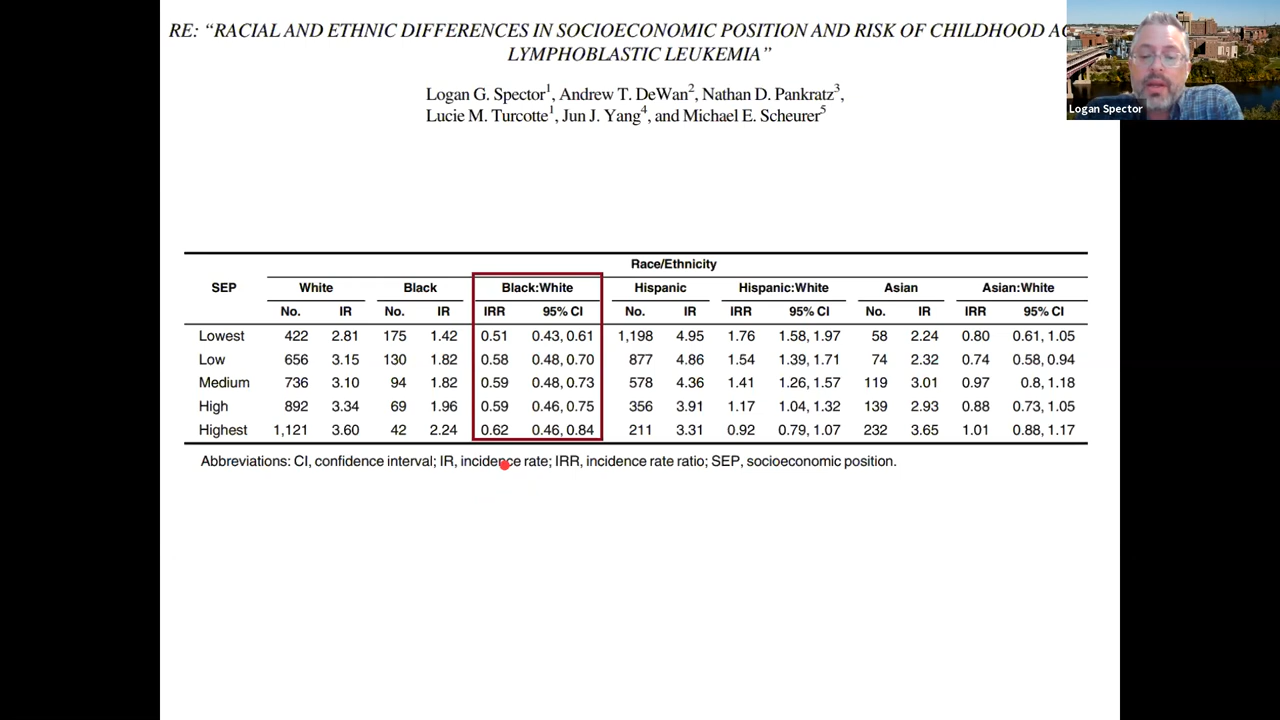 RE: “RACIAL AND ETHNIC DIFFERENCES IN SOCIOECONOMIC POSITION AND RISK OF CHILDHOOD
LYMPHOBLASTIC LEUKEMIA”
Logan G. Spector1, Andrew T. DeWan2, Nathan D. Pankratz3,
Lucie M. Turcotte1, Jun J. Yang4, and Michael E. Scheurer5
Logan Spector
Race/Ethnicity
SEP White Black Black:White Hispanic Hispanic:White Asian Asian:White
No. IR No. IR IRR 95% CI No. IR IRR 95% CI No. IR IRR 95% CI
Lowest 422 2.81 175 1.42 0.51 0.43, 0.61 1,198 4.95 1.76 1.58, 1.97 58 2.24 0.80 0.61, 1.05
Low 656 3.15 130 1.82 0.58 0.48, 0.70 877 4.86 1.54 1.39, 1.71 74 2.32 0.74 0.58, 0.94
Medium 736 3.10 94 1.82 0.59 0.48, 0.73 578 4.36 1.41 1.26, 1.57 119 3.01 0.97 0.8, 1.18
High 892 3.34 69 1.96 0.59 0.46, 0.75 356 3.91 1.17 1.04, 1.32 139 2.93 0.88 0.73, 1.05
Highest 1,121 3.60 42 2.24 0.62 0.46, 0.84 211 3.31 0.92 0.79, 1.07 232 3.65 1.01 0.88, 1.17
Abbreviations: CI, confidence interval; IR, incidence rate; IRR, incidence rate ratio; SEP, socioeconomic position.